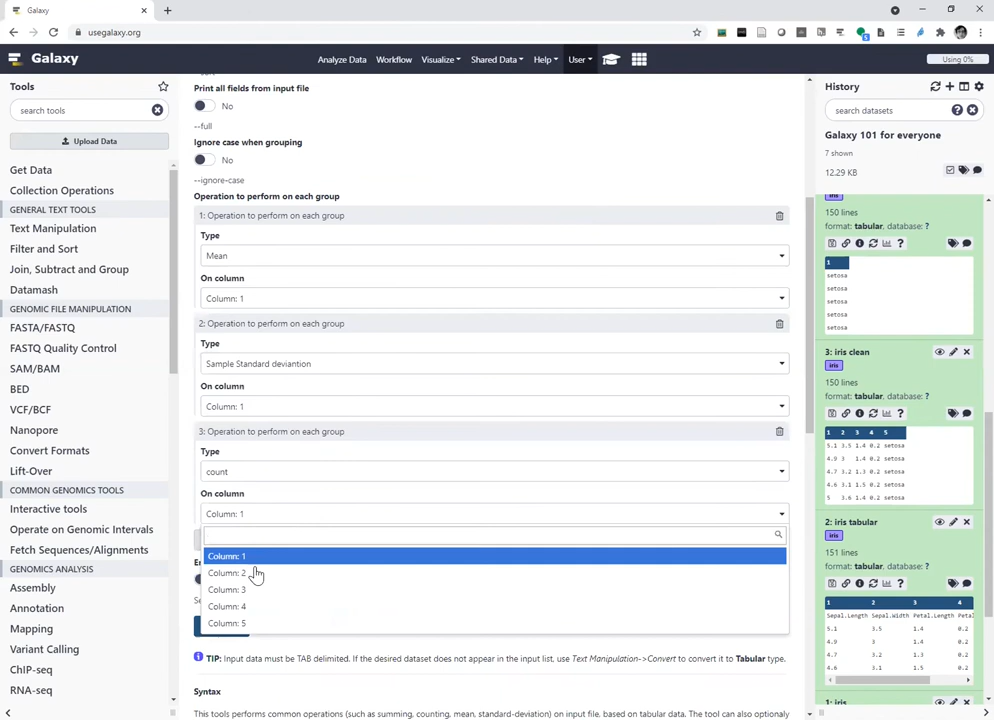 Galaxy
usegalaxy.org
Galaxy
Analyze Data
Workflow
Visualize
Shared Data
Help
User
Using 0%
Tools
search tools
Upload Data
Get Data
Collection Operations
GENERAL TEXT TOOLS
Text Manipulation
Filter and Sort
Join, Subtract and Group
Datamash
GENOMIC FILE MANIPULATION
FASTA/FASTQ
FASTQ Quality Control
SAM/BAM
BED
VCF/BCF
Nanopore
Convert Formats
Lift-Over
COMMON GENOMICS TOOLS
Interactive tools
Operate on Genomic Intervals
Fetch Sequences/Alignments
GENOMICS ANALYSIS
Assembly
Annotation
Mapping
Variant Calling
ChIP-seq
RNA-seq
Print all fields from input file
No
--full
Ignore case when grouping
No
--ignore-case
Operation to perform on each group
1: Operation to perform on each group
Type
Mean
On column
Column: 1
2: Operation to perform on each group
Type
Sample Standard deviantion
On column
Column: 1
3: Operation to perform on each group
Type
count
On column
Column: 1
Column: 1
Column: 2
Column: 3
Column: 4
Column: 5
TIP: Input data must be TAB delimited. If the desired dataset does not appear in the input list, use Text Manipulation->Convert to convert it to Tabular type.
Syntax
This tools performs common operations (such as summing, counting, mean, standard-deviation) on input file, based on tabular data. The tool can also optionaly
History
search datasets
Galaxy 101 for everyone
7 shown
12.29 KB
iris
150 lines
format: tabular, database: ?
1
setosa
setosa
setosa
setosa
setosa
3: iris clean
iris
150 lines
format: tabular, database: ?
1 2 3 4 5
5.1 3.5 1.4 0.2 setosa
4.9 3 1.4 0.2 setosa
4.7 3.2 1.3 0.2 setosa
4.6 3.1 1.5 0.2 setosa
5 3.6 1.4 0.2 setosa
2: iris tabular
iris
151 lines
format: tabular, database: ?
1 2 3 4
Sepal.Length Sepal.Width Petal.Length Petal
5.1 3.5 1.4 0.2
4.9 3 1.4 0.2
4.7 3.2 1.3 0.2
4.6 3.1 1.5 0.2
1: iris